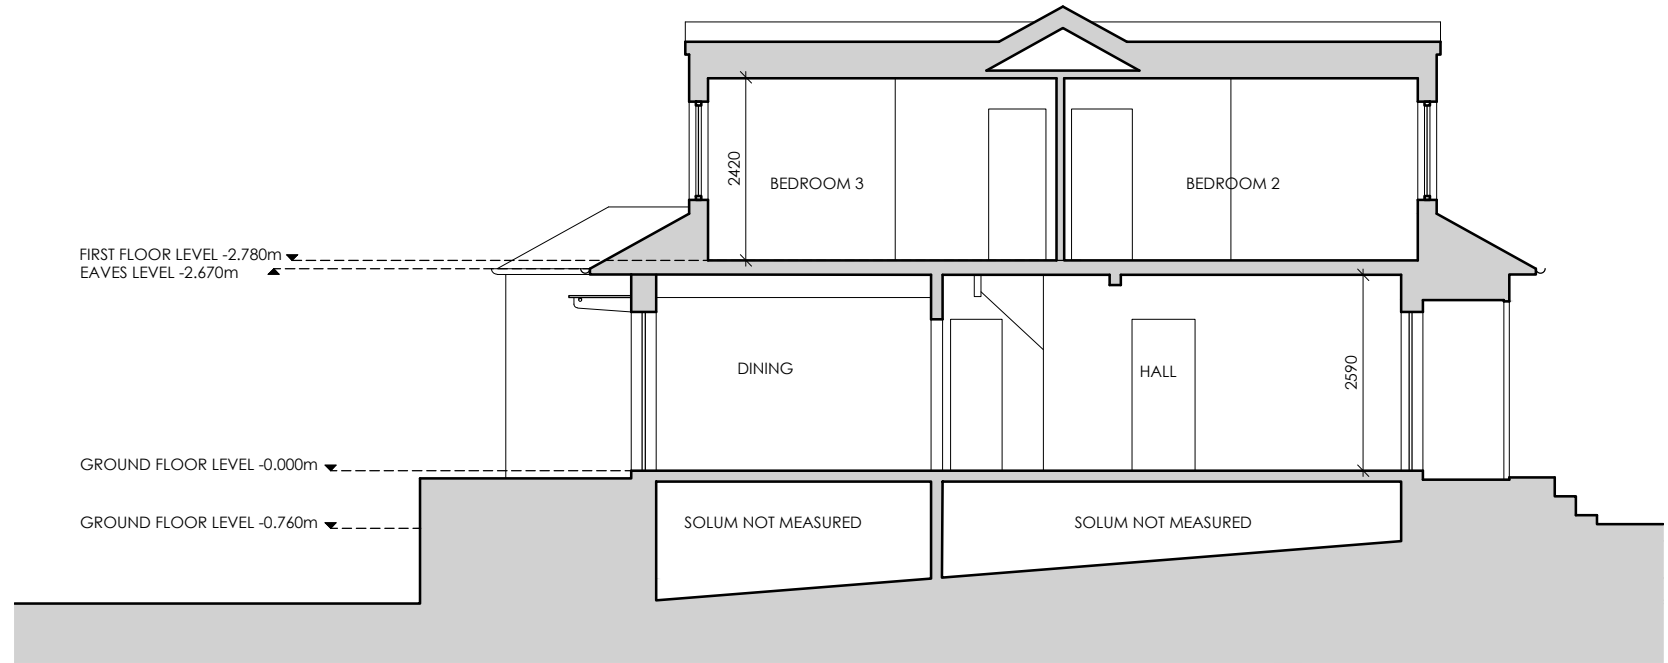 2420
BEDROOM 3
BEDROOM 2
FIRST FLOOR LEVEL -2.780m
EAVES LEVEL -2.670m
DINING
HALL
2590
GROUND FLOOR LEVEL -0.000m
GROUND FLOOR LEVEL -0.760m
SOLUM NOT MEASURED
SOLUM NOT MEASURED